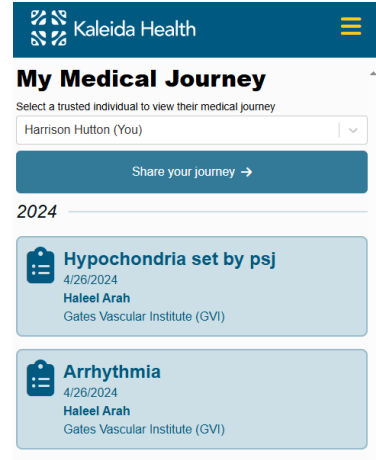 Kaleida Health
My Medical Journey
Select a trusted individual to view their medical journey
Harrison Hutton (You)
Share your journey →
2024
Hypochondria set by psj
4/26/2024
Haleel Arah
Gates Vascular Institute (GVI)
Arrhythmia
4/26/2024
Haleel Arah
Gates Vascular Institute (GVI)